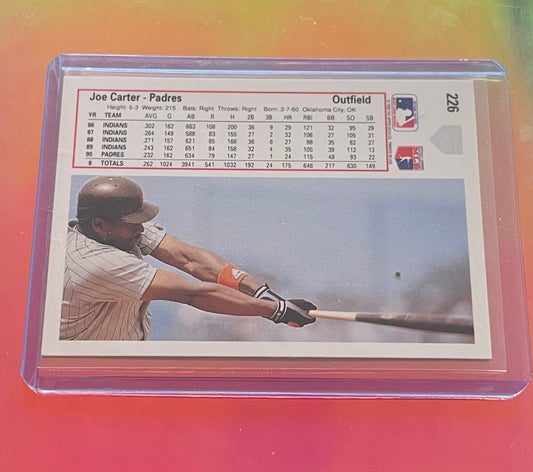 Joe Carter - Padres Outfield
Height: 6-3 Weight: 215 Bats: Right Throws: Right Born: 3-7-60 Oklahoma City, OK
YR TEAM AVG G AB R H 2B 3B HR RBI BB SO SB
86 INDIANS .302 162 663 108 200 36 9 29 121 32 95 29
87 INDIANS .264 149 588 83 155 27 2 32 106 27 105 31
88 INDIANS .271 157 621 85 168 36 6 27 98 35 82 27
89 INDIANS .243 162 651 84 158 32 4 35 105 39 112 13
90 PADRES .232 162 634 79 147 27 1 24 115 48 93 22
8 TOTALS .262 1024 3941 541 1032 192 24 175 646 217 630 149
226